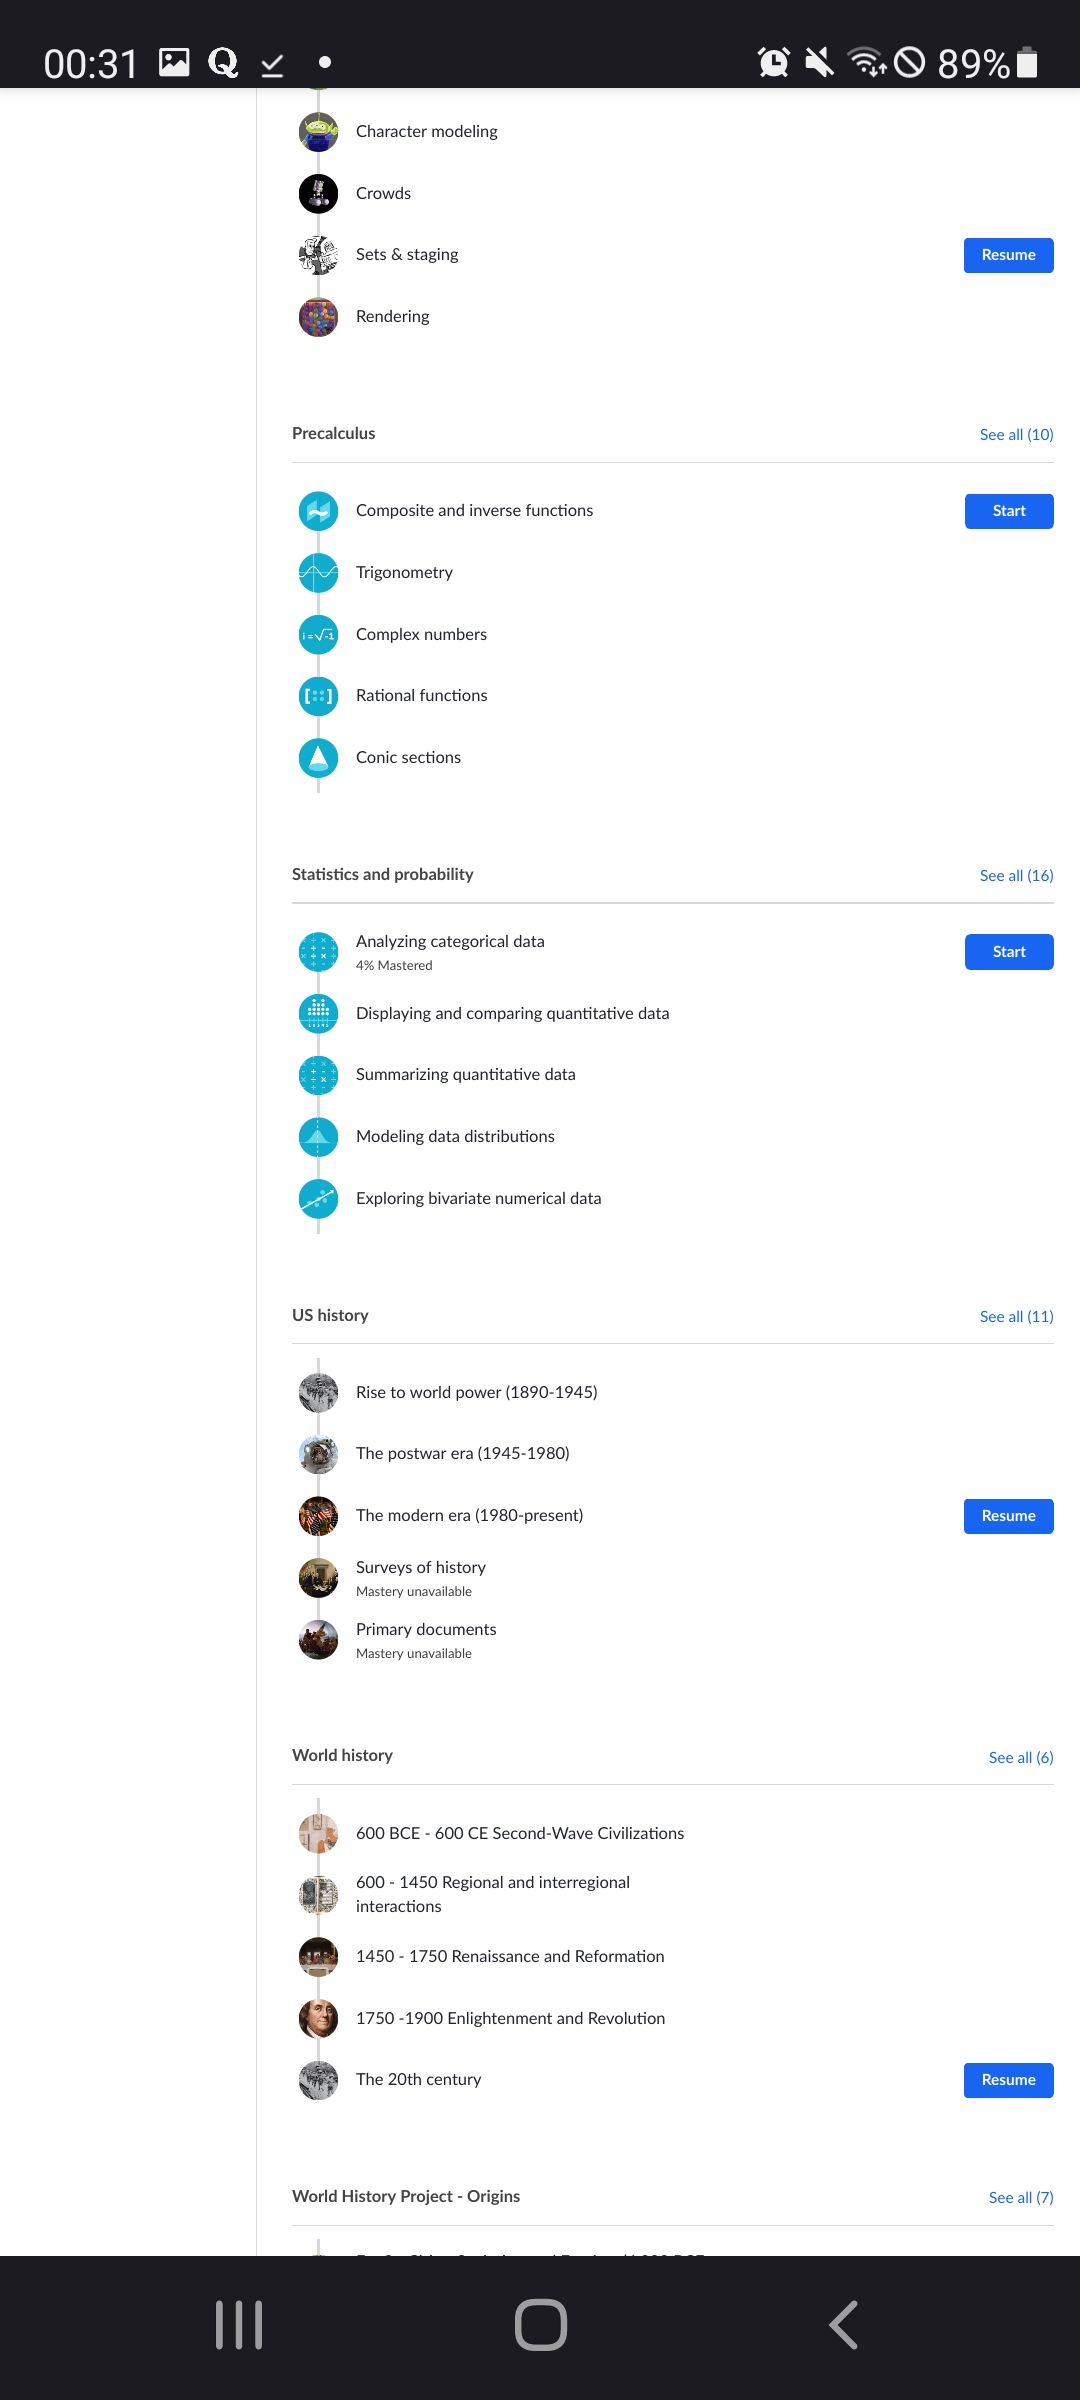 00:31
89%
Character modeling
Crowds
Sets & staging
Resume
Rendering
Precalculus
See all (10)
Composite and inverse functions
Start
Trigonometry
i=√-1
Complex numbers
Rational functions
Conic sections
Statistics and probability
See all (16)
Analyzing categorical data
4% Mastered
Start
Displaying and comparing quantitative data
Summarizing quantitative data
Modeling data distributions
Exploring bivariate numerical data
US history
See all (11)
Rise to world power (1890-1945)
The postwar era (1945-1980)
The modern era (1980-present)
Resume
Surveys of history
Mastery unavailable
Primary documents
Mastery unavailable
World history
See all (6)
600 BCE - 600 CE Second-Wave Civilizations
600 - 1450 Regional and interregional
interactions
1450 - 1750 Renaissance and Reformation
1750 -1900 Enlightenment and Revolution
The 20th century
Resume
World History Project - Origins
See all (7)